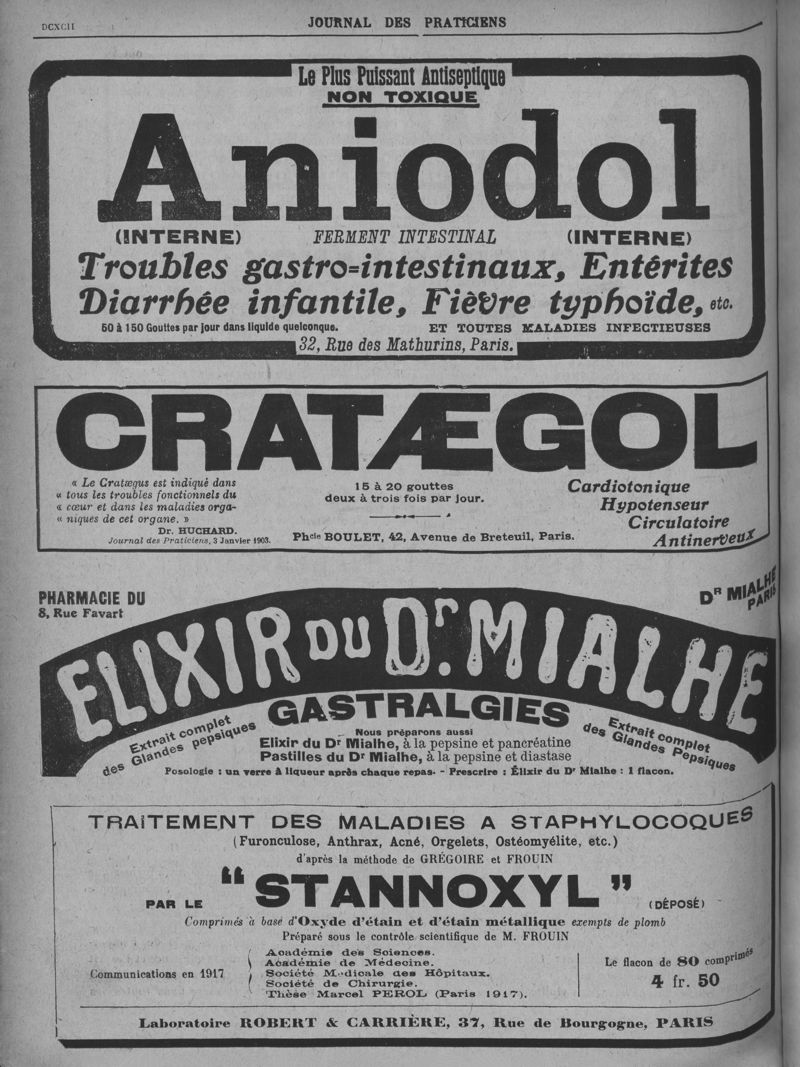 DCXCII
JOURNAL DES PRATICIENS
Le Plus Puissant Antiseptique
NON TOXIQUE
Aniodol
(INTERNE) FERMENT INTESTINAL (INTERNE)
Troubles gastro=intestinaux, Entérites
Diarrhée infantile, Fièvre typhoïde, etc.
50 à 150 Gouttes par jour dans liquide quelconque. ET TOUTES MALADIES INFECTIEUSES
32, Rue des Mathurins, Paris.
CRATÆGOL
« Le Cratægus est indiqué dans
« tous les troubles fonctionnels du
« cœur et dans les maladies orga-
« niques de cet organe. »
Dr. HUCHARD.
Journal des Praticiens, 3 Janvier 1903.
15 à 20 gouttes
deux à trois fois par jour.
Phcie BOULET, 42, Avenue de Breteuil, Paris.
Cardiotonique
Hypotenseur
Circulatoire
Antinerveux
PHARMACIE DU
8, Rue Favart
DR MIALHE
PARIS
ELIXIR DU Dr. MIALHE
GASTRALGIES
Extrait complet
des Glandes pepsiques
Nous préparons aussi
Elixir du Dr Mialhe, à la pepsine et pancréatine
Pastilles du Dr Mialhe, à la pepsine et diastase
Extrait complet
des Glandes Pepsiques
Posologie : un verre à liqueur après chaque repas. - Prescrire : Élixir du Dr Mialhe : 1 flacon.
TRAITEMENT DES MALADIES A STAPHYLOCOQUES
(Furonculose, Anthrax, Acné, Orgelets, Ostéomyélite, etc.)
d'après la méthode de GRÉGOIRE et FROUIN
PAR LE "STANNOXYL" (DÉPOSÉ)
Comprimés à base d'Oxyde d'étain et d'étain métallique exempts de plomb
Préparé sous le contrôle scientifique de M. FROUIN
Communications en 1917
Académie des Sciences.
Académie de Médecine.
Société Médicale des Hôpitaux.
Société de Chirurgie.
Thèse Marcel PEROL (Paris 1917).
Le flacon de 80 comprimés
4 fr. 50
Laboratoire ROBERT & CARRIÈRE, 37, Rue de Bourgogne, PARIS